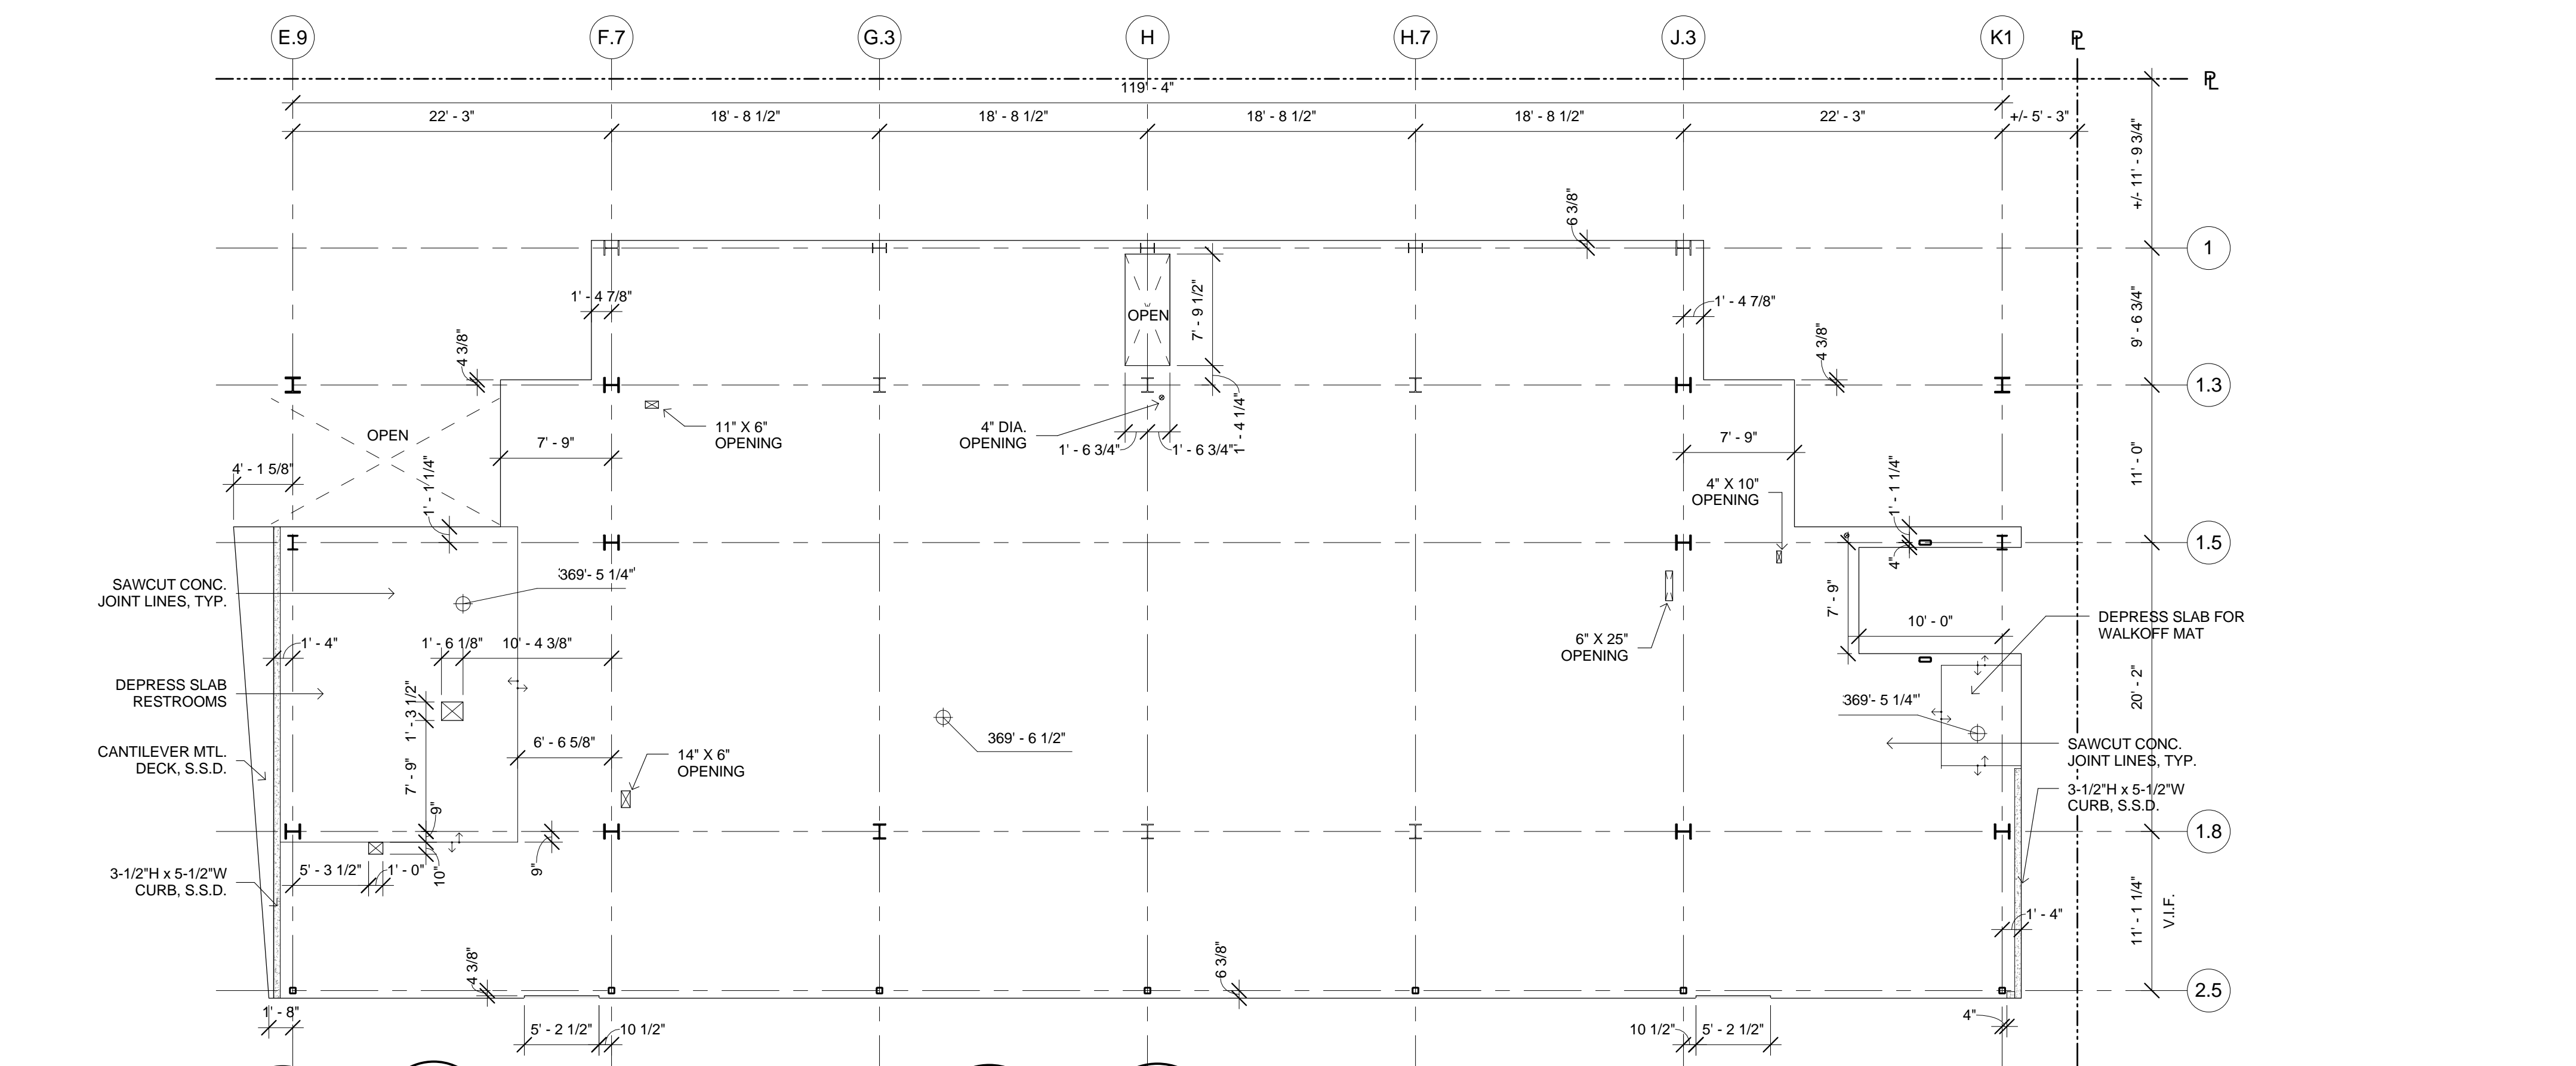 E.9
F.7
G.3
H
H.7
J.3
K1
PL
PL
119' - 4"
22' - 3"
18' - 8 1/2"
18' - 8 1/2"
18' - 8 1/2"
18' - 8 1/2"
22' - 3"
+/- 5' - 3"
+/- 11' - 9 3/4"
6 3/8"
1
1' - 4 7/8"
OPEN
7' - 9 1/2"
1' - 4 7/8"
9' - 6 3/4"
4 3/8"
4 3/8"
1.3
11" X 6"
OPENING
4" DIA.
OPENING
1' - 6 3/4"
1' - 6 3/4"
1' - 4 1/4"
OPEN
7' - 9"
7' - 9"
11' - 0"
4' - 1 5/8"
1' - 1 1/4"
4" X 10"
OPENING
1' - 1 1/4"
4"
1.5
SAWCUT CONC.
JOINT LINES, TYP.
369'- 5 1/4"
7' - 9"
10' - 0"
DEPRESS SLAB FOR
WALKOFF MAT
1' - 4"
1' - 6 1/8"
10' - 4 3/8"
6" X 25"
OPENING
DEPRESS SLAB
RESTROOMS
1' - 3 1/2"
369'- 5 1/4"
20' - 2"
CANTILEVER MTL.
DECK, S.S.D.
7' - 9"
6' - 6 5/8"
14" X 6"
OPENING
369' - 6 1/2"
SAWCUT CONC.
JOINT LINES, TYP.
3-1/2"H x 5-1/2"W
CURB, S.S.D.
9"
1.8
3-1/2"H x 5-1/2"W
CURB, S.S.D.
5' - 3 1/2"
1' - 0"
10"
9"
1' - 4"
11' - 1 1/4"
V.I.F.
4 3/8"
6 3/8"
2.5
1' - 8"
5' - 2 1/2"
10 1/2"
10 1/2"
5' - 2 1/2"
4"